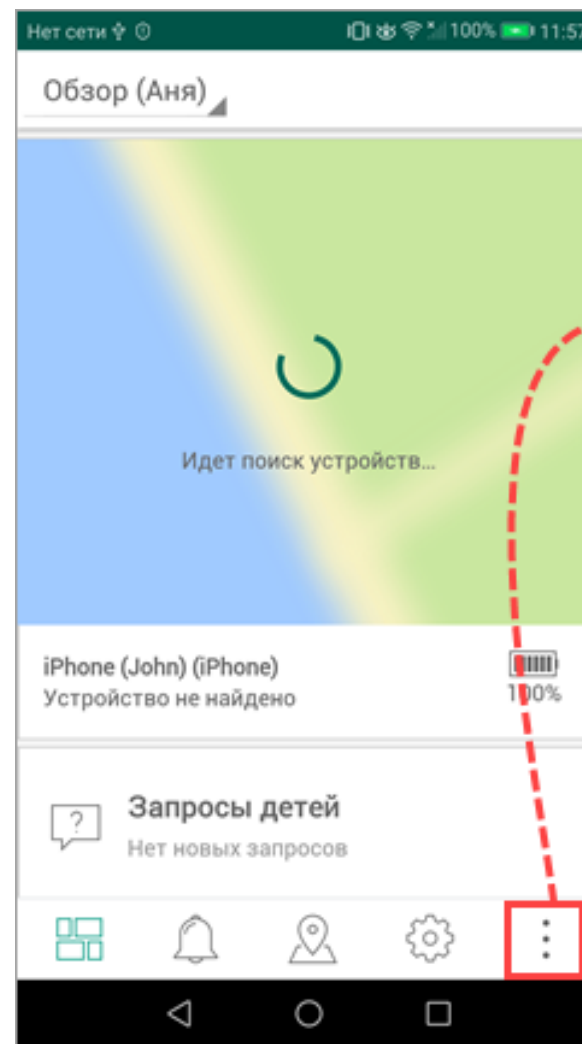 Нет сети 100% 11:57
Обзор (Аня)
Идет поиск устройств...
iPhone (John) (iPhone)
Устройство не найдено
100%
Запросы детей
Нет новых запросов